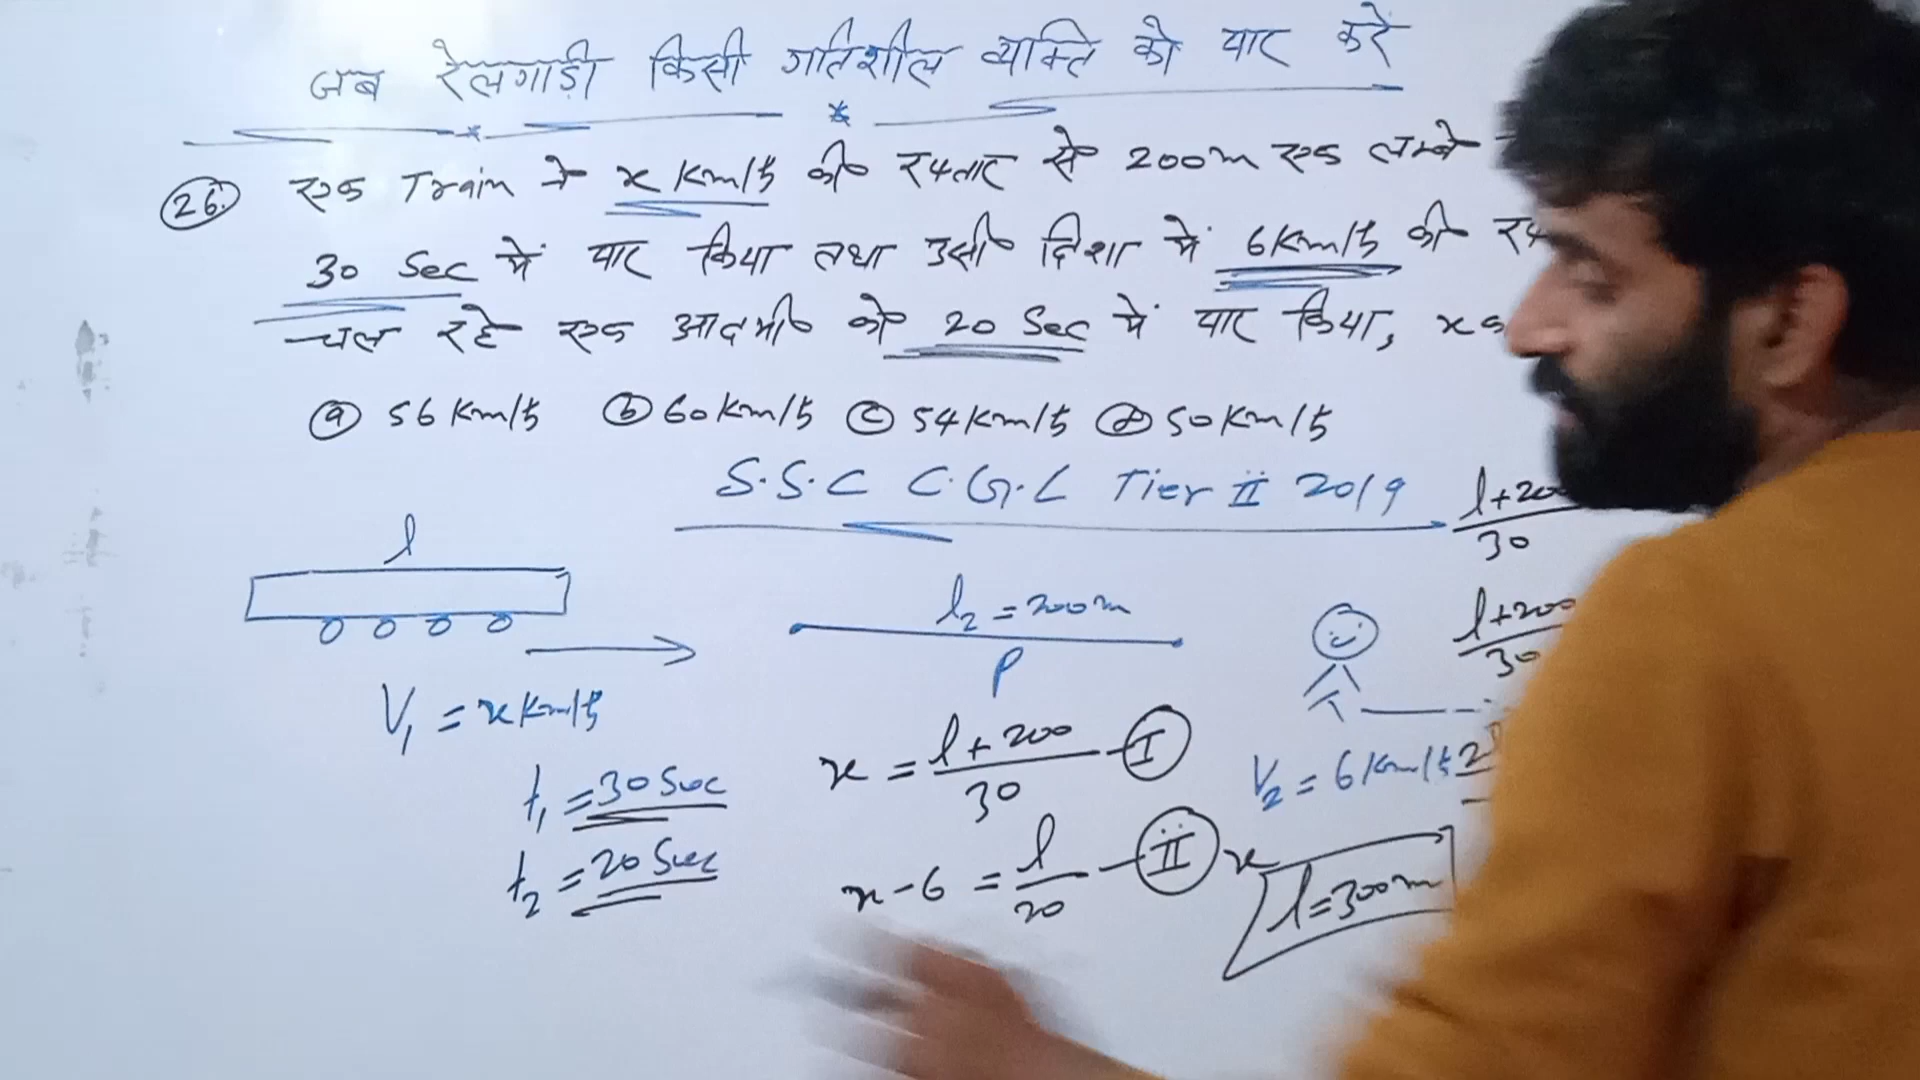 जब रेलगाड़ी किसी गतिशील व्यक्ति को पार करे
26. एक Train ने x km/h की रफ्तार से 200m एक लम्बे
30 Sec में पार किया तथा उसी दिशा में 6km/h की
चल रहे एक आदमी को 20 Sec में पार किया, x
a 56 km/h b 60 km/h c 54 km/h d 50 km/h
S.S.C C.G.L Tier II 2019
l+200
30
l
l2 = 200m
P
l+200
30
V1 = x km/h
t1 = 30 Sec
t2 = 20 Sec
x = l + 200 / 30 - I
V2 = 6 km/h
x - 6 = l / 20 - II
x
l = 300m